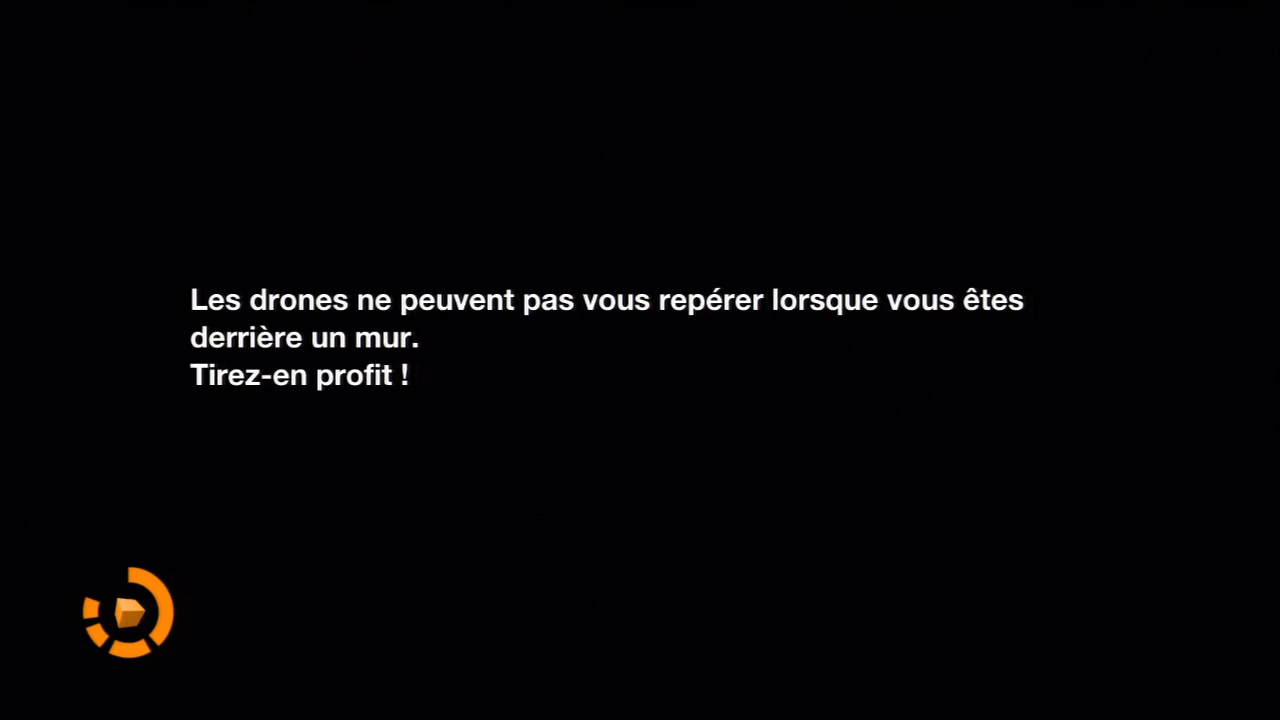 Les drones ne peuvent pas vous repérer lorsque vous êtes
derrière un mur.
Tirez-en profit !